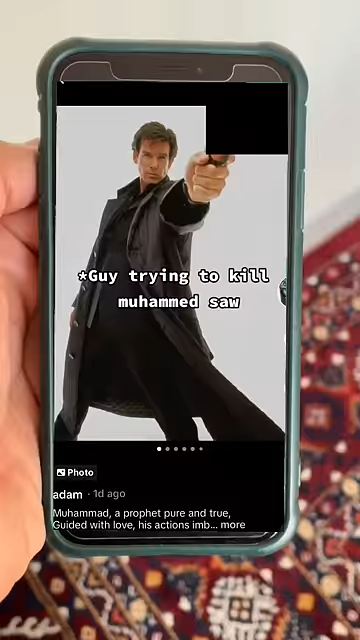 *Guy trying to kill
muhammed saw
Photo
adam · 1d ago
Muhammad, a prophet pure and true,
Guided with love, his actions imb... more